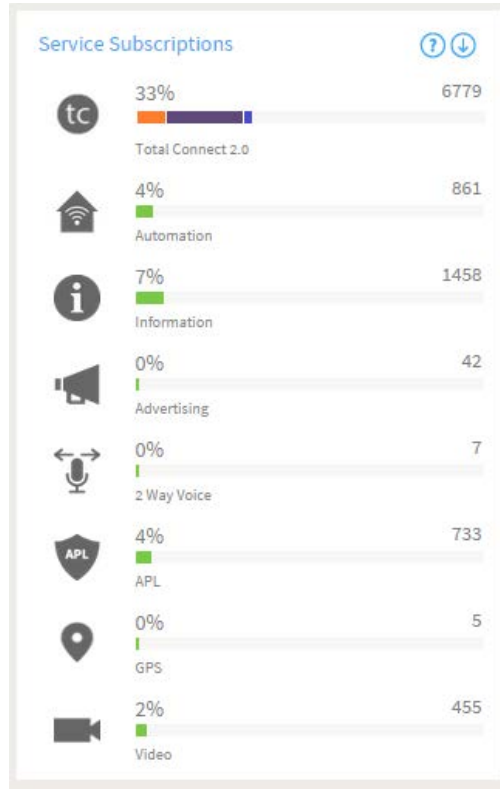 Service Subscriptions
?
tc
33% 6779
Total Connect 2.0
4% 861
Automation
i
7% 1458
Information
0% 42
Advertising
0% 7
2 Way Voice
APL
4% 733
APL
0% 5
GPS
2% 455
Video